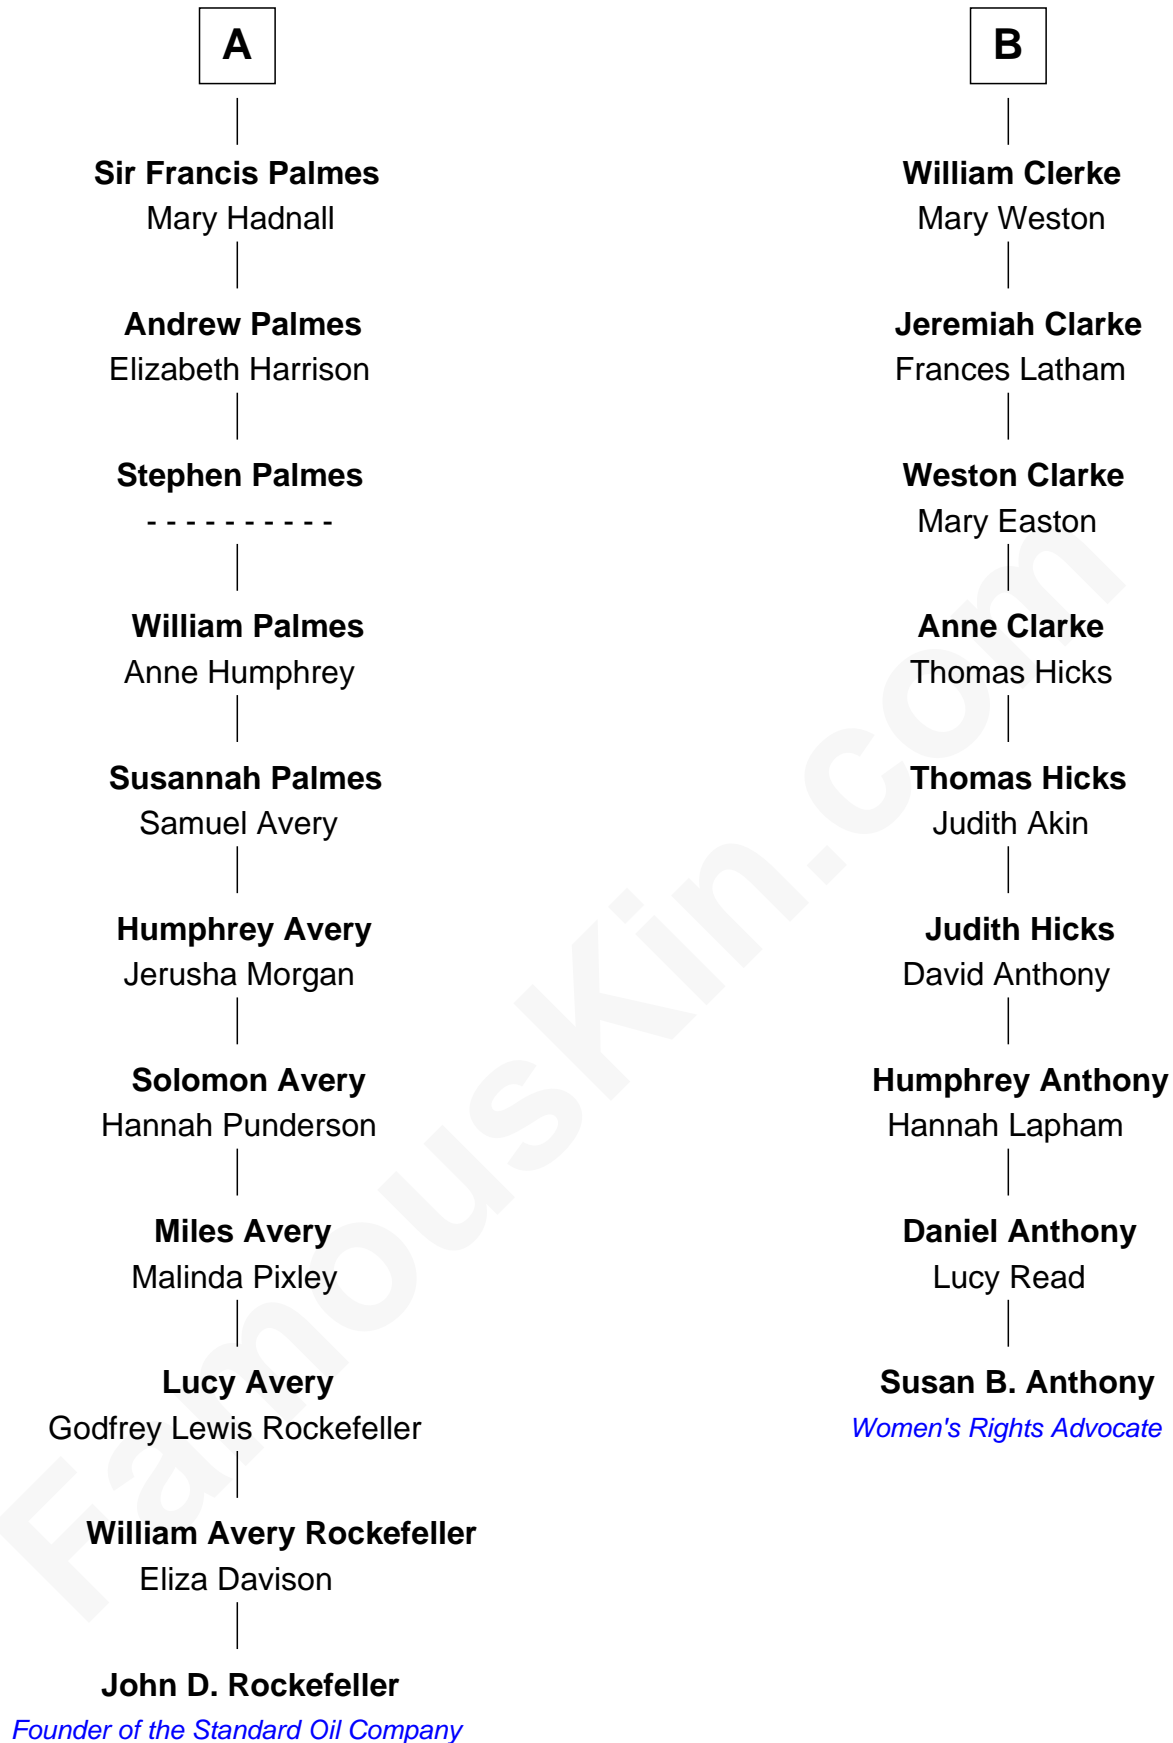 A
Sir Francis Palmes
Mary Hadnall
Andrew Palmes
Elizabeth Harrison
Stephen Palmes
- - - - - - - - - -
William Palmes
Anne Humphrey
Susannah Palmes
Samuel Avery
Humphrey Avery
Jerusha Morgan
Solomon Avery
Hannah Punderson
Miles Avery
Malinda Pixley
Lucy Avery
Godfrey Lewis Rockefeller
William Avery Rockefeller
Eliza Davison
John D. Rockefeller
Founder of the Standard Oil Company
B
William Clerke
Mary Weston
Jeremiah Clarke
Frances Latham
Weston Clarke
Mary Easton
Anne Clarke
Thomas Hicks
Thomas Hicks
Judith Akin
Judith Hicks
David Anthony
Humphrey Anthony
Hannah Lapham
Daniel Anthony
Lucy Read
Susan B. Anthony
Women's Rights Advocate
FamousKin.com